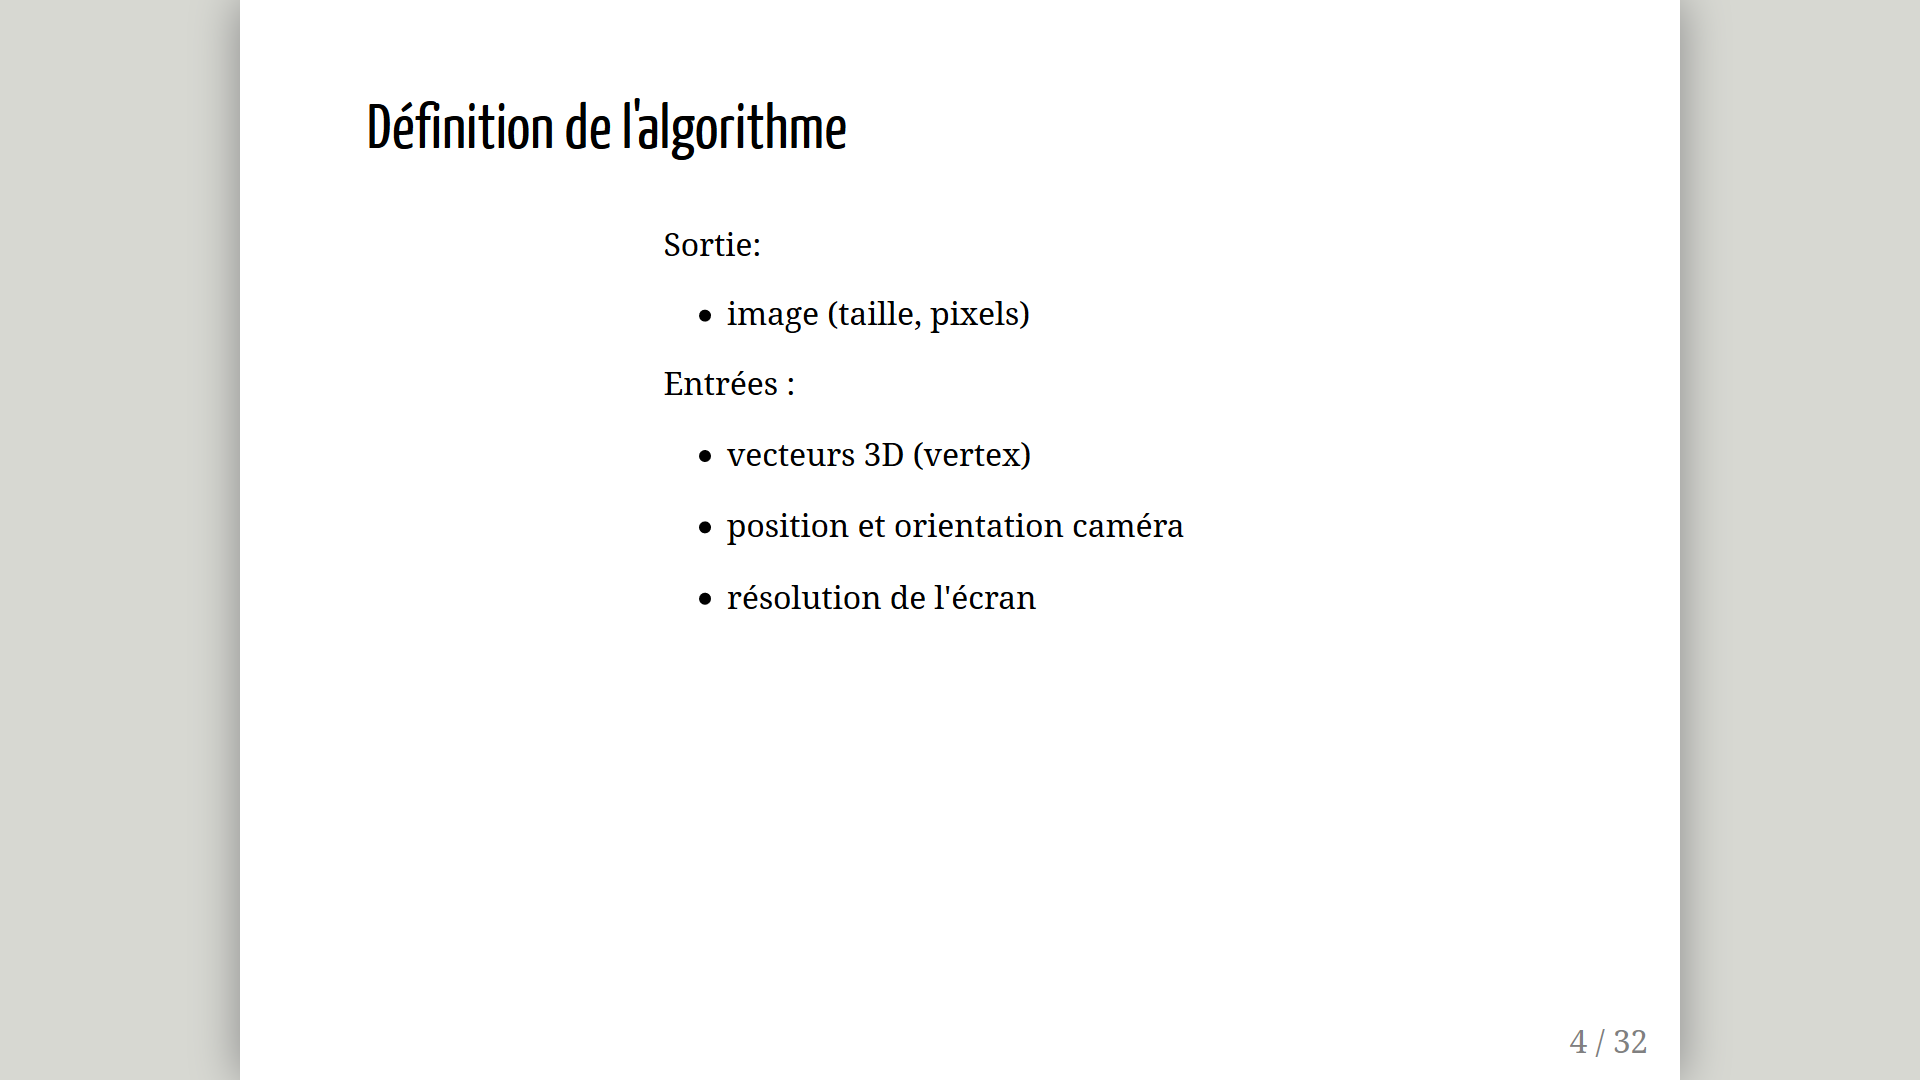 Définition de l'algorithme
Sortie:
• image (taille, pixels)
Entrées :
• vecteurs 3D (vertex)
• position et orientation caméra
• résolution de l'écran
4 / 32